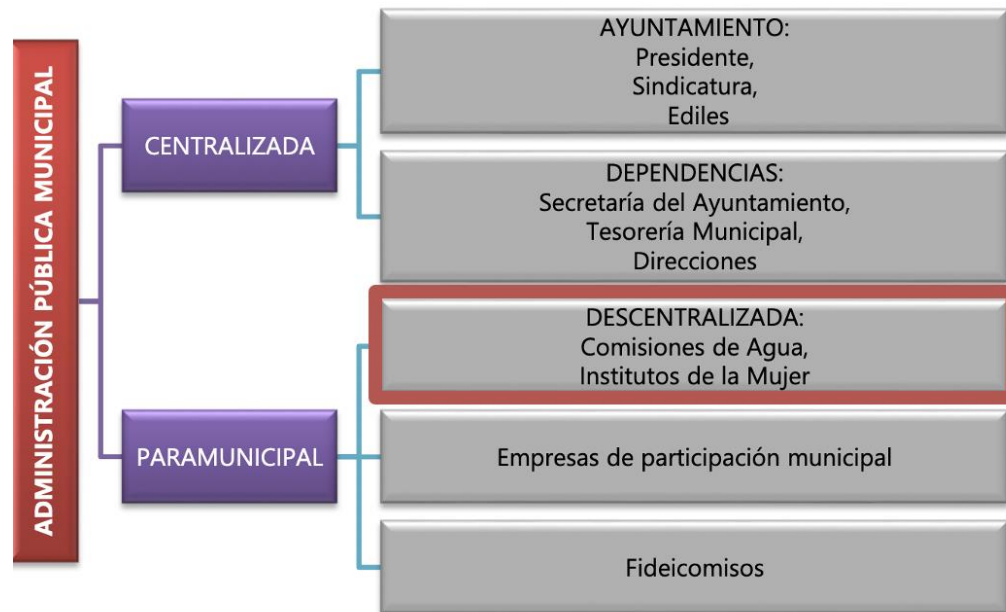 ADMINISTRACIÓN PÚBLICA MUNICIPAL
CENTRALIZADA
AYUNTAMIENTO:
Presidente,
Sindicatura,
Ediles
DEPENDENCIAS:
Secretaría del Ayuntamiento,
Tesorería Municipal,
Direcciones
PARAMUNICIPAL
DESCENTRALIZADA:
Comisiones de Agua,
Institutos de la Mujer
Empresas de participación municipal
Fideicomisos